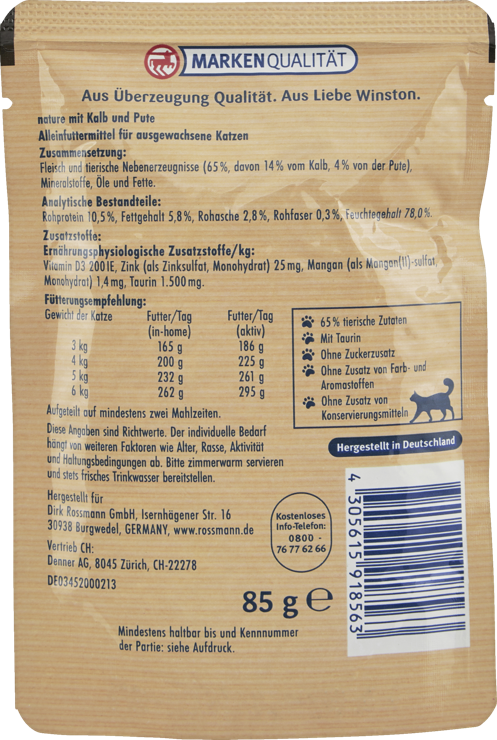 MARKENQUALITÄT
Aus Überzeugung Qualität. Aus Liebe Winston.
nature mit Kalb und Pute
Alleinfuttermittel für ausgewachsene Katzen
Zusammensetzung:
Fleisch und tierische Nebenerzeugnisse (65%, davon 14% vom Kalb, 4% von der Pute),
Mineralstoffe, Öle und Fette.
Analytische Bestandteile:
Rohprotein 10,5%, Fettgehalt 5,8%, Rohasche 2,8%, Rohfaser 0,3%, Feuchtegehalt 78,0%.
Zusatzstoffe:
Ernährungsphysiologische Zusatzstoffe/kg:
Vitamin D3 200IE, Zink (als Zinksulfat, Monohydrat) 25mg, Mangan (als Mangan(II)-sulfat,
Monohydrat) 1,4mg, Taurin 1.500 mg.
Fütterungsempfehlung:
Gewicht der Katze Futter/Tag Futter/Tag
(in-home) (aktiv)
3 kg 165 g 186 g
4 kg 200 g 225 g
5 kg 232 g 261 g
6 kg 262 g 295 g
Aufgeteilt auf mindestens zwei Mahlzeiten.
Diese Angaben sind Richtwerte. Der individuelle Bedarf
hängt von weiteren Faktoren wie Alter, Rasse, Aktivität
und Haltungsbedingungen ab. Bitte zimmerwarm servieren
und stets frisches Trinkwasser bereitstellen.
65% tierische Zutaten
Mit Taurin
Ohne Zuckerzusatz
Ohne Zusatz von Farb- und
Aromastoffen
Ohne Zusatz von
Konservierungsmitteln
Hergestellt in Deutschland
Hergestellt für
Dirk Rossmann GmbH, Isernhägener Str. 16
30938 Burgwedel, GERMANY, www.rossmann.de
Vertrieb CH:
Denner AG, 8045 Zürich, CH-22278
DE03452000213
Kostenloses
Info-Telefon:
0800 -
76 77 62 66
4 305615 918563
85 g ℮
Mindestens haltbar bis und Kennnummer
der Partie: siehe Aufdruck.